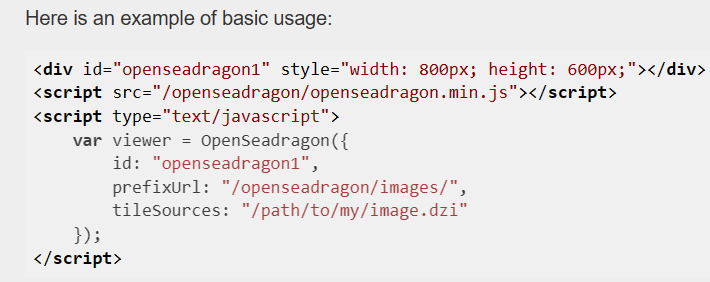 Here is an example of basic usage:
<div id="openseadragon1" style="width: 800px; height: 600px;"></div>
<script src="/openseadragon/openseadragon.min.js"></script>
<script type="text/javascript">
    var viewer = OpenSeadragon({
        id: "openseadragon1",
        prefixUrl: "/openseadragon/images/",
        tileSources: "/path/to/my/image.dzi"
    });
</script>